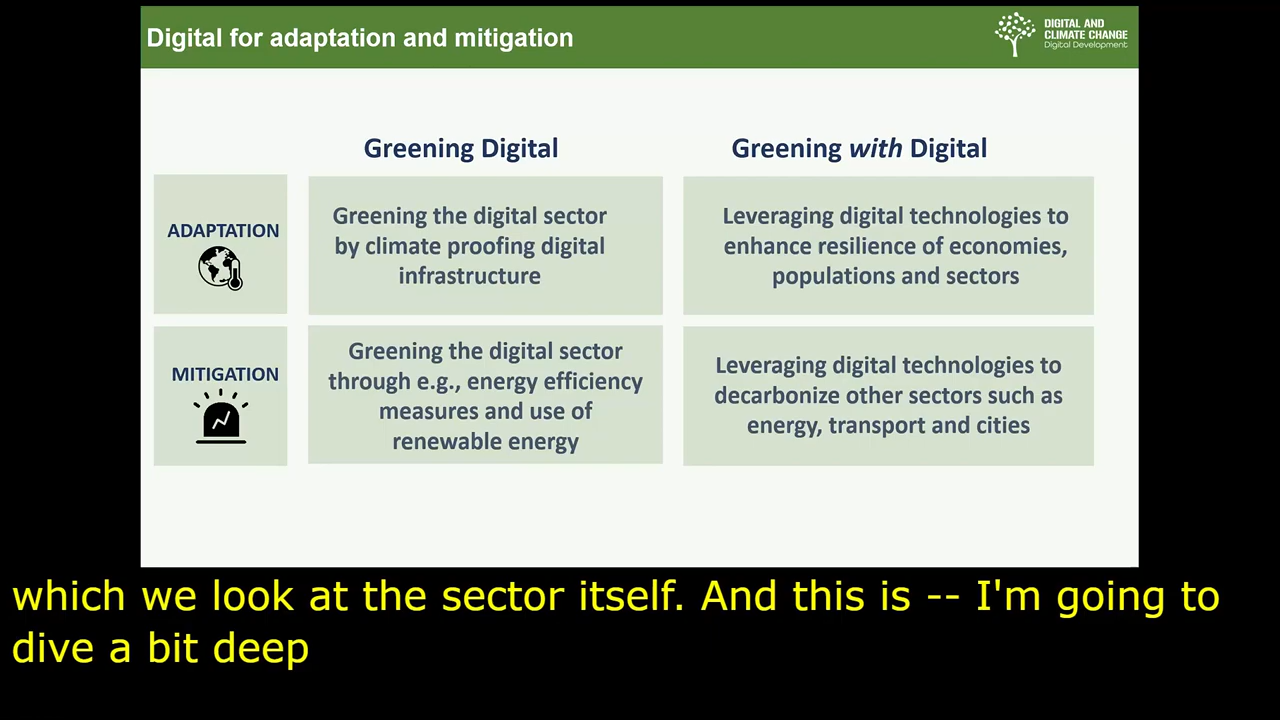 Digital for adaptation and mitigation
DIGITAL AND
CLIMATE CHANGE
Digital Development
Greening Digital
Greening with Digital
ADAPTATION
Greening the digital sector
by climate proofing digital
infrastructure
Leveraging digital technologies to
enhance resilience of economies,
populations and sectors
MITIGATION
Greening the digital sector
through e.g., energy efficiency
measures and use of
renewable energy
Leveraging digital technologies to
decarbonize other sectors such as
energy, transport and cities
which we look at the sector itself. And this is -- I'm going to
dive a bit deep